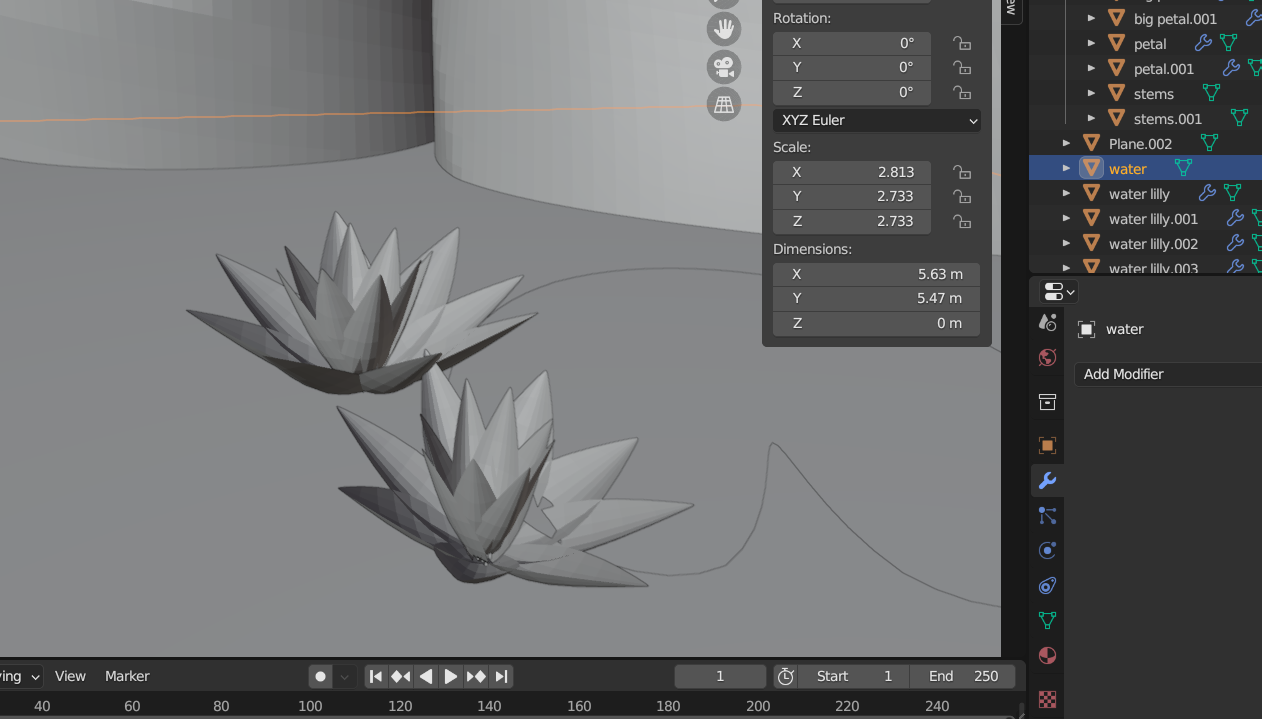 ew
big petal.001
petal
petal.001
stems
stems.001
Plane.002
water
water lilly
water lilly.001
water lilly.002
water lilly.003
Rotation:
X 0°
Y 0°
Z 0°
XYZ Euler
Scale:
X 2.813
Y 2.733
Z 2.733
Dimensions:
X 5.63 m
Y 5.47 m
Z 0 m
water
Add Modifier
ying View Marker 1 Start 1 End 250
40 60 80 100 120 140 160 180 200 220 240